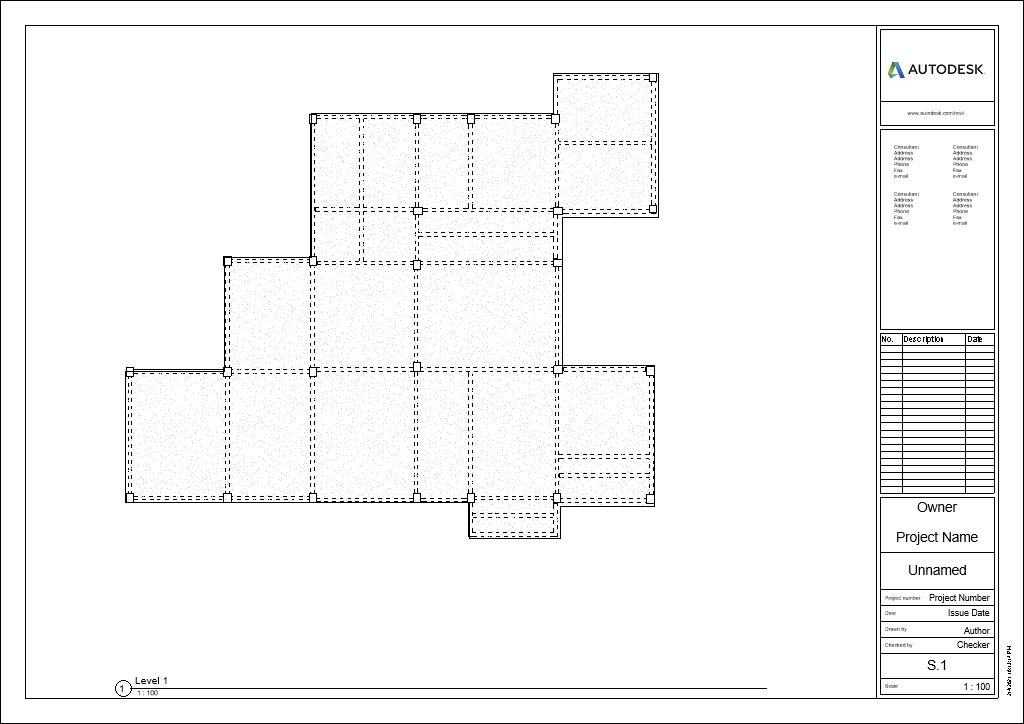 AUTODESK.
www.autodesk.com/revit
Consultant
Address
Address
Phone
Fax
e-mail
Consultant
Address
Address
Phone
Fax
e-mail
Consultant
Address
Address
Phone
Fax
e-mail
Consultant
Address
Address
Phone
Fax
e-mail
No. Description Date
Owner
Project Name
Unnamed
Project number Project Number
Date Issue Date
Drawn by Author
Checked by Checker
S.1
Scale 1 : 100
1 Level 1
1 : 100